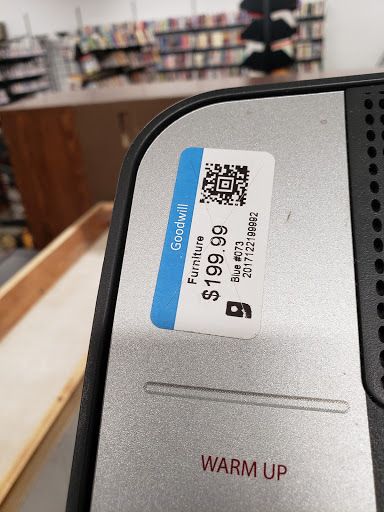 Goodwill
Furniture
$199.99
Blue #073
2017122199992
WARM UP